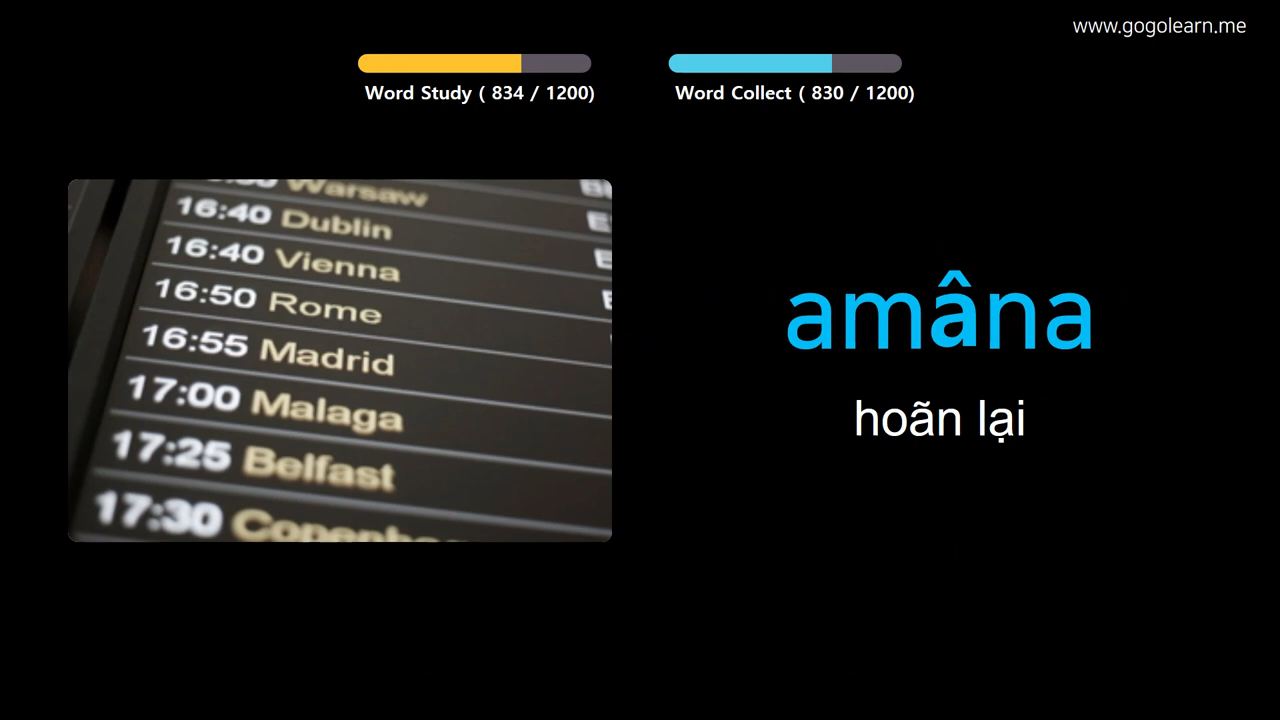 www.gogolearn.me
Word Study ( 834 / 1200)
Word Collect ( 830 / 1200)
Warsaw
16:40 Dublin
16:40 Vienna
16:50 Rome
16:55 Madrid
17:00 Malaga
17:25 Belfast
17:30
amâna
hoãn lại